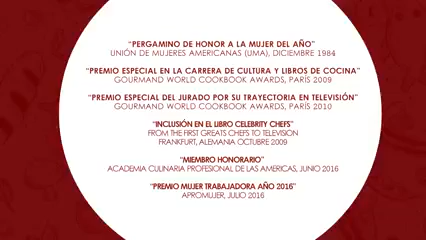 “PERGAMINO DE HONOR A LA MUJER DEL AÑO”
UNIÓN DE MUJERES AMERICANAS (UMA), DICIEMBRE 1984
“PREMIO ESPECIAL EN LA CARRERA DE CULTURA Y LIBROS DE COCINA”
GOURMAND WORLD COOKBOOK AWARDS, PARÍS 2009
“PREMIO ESPECIAL DEL JURADO POR SU TRAYECTORIA EN TELEVISIÓN”
GOURMAND WORLD COOKBOOK AWARDS, PARÍS 2010
“INCLUSIÓN EN EL LIBRO CELEBRITY CHEFS”
FROM THE FIRST GREATS CHEFS TO TELEVISION
FRANKFURT, ALEMANIA OCTUBRE 2009
“MIEMBRO HONORARIO”
ACADEMIA CULINARIA PROFESIONAL DE LAS AMERICAS, JUNIO 2016
“PREMIO MUJER TRABAJADORA AÑO 2016”
APROMUJER, JULIO 2016